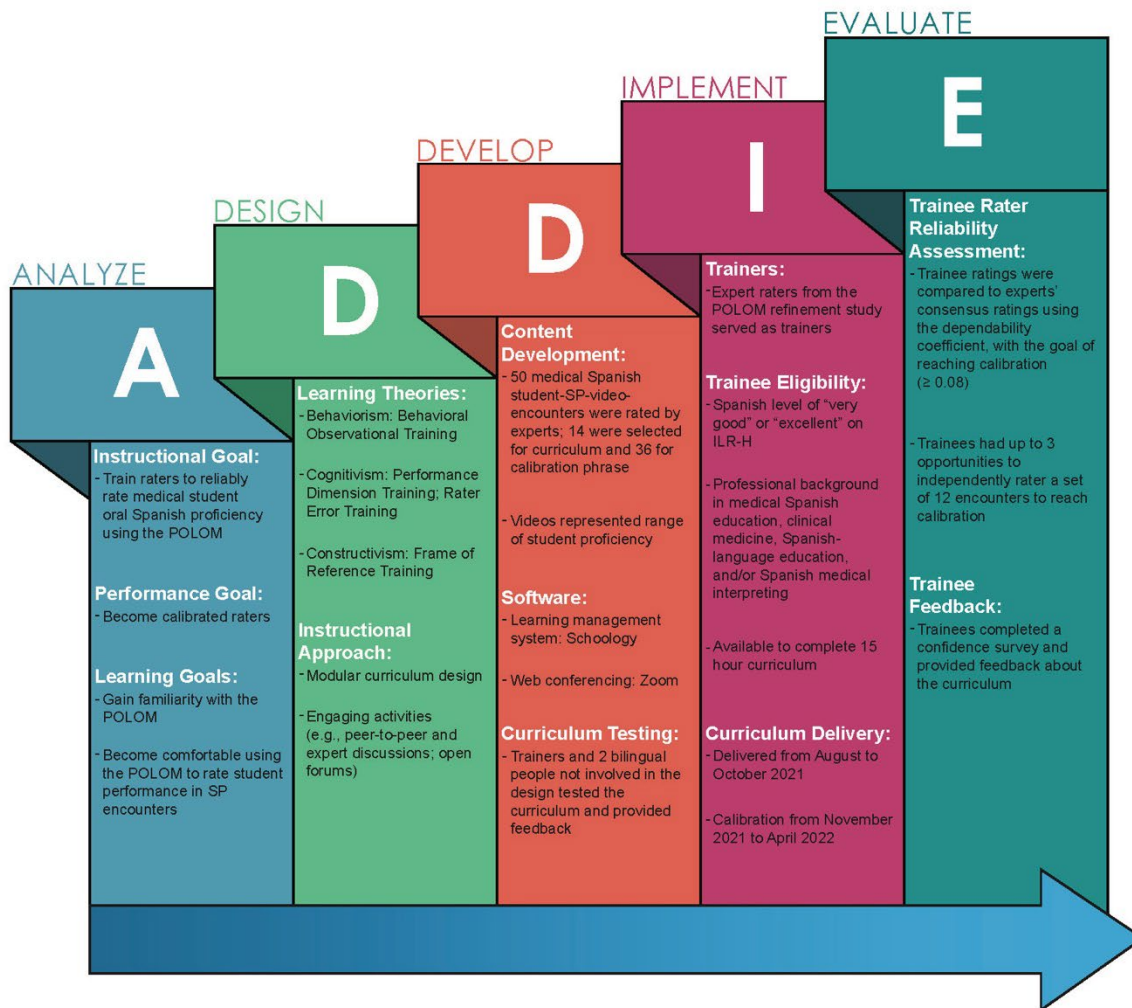 ANALYZE
A
Instructional Goal:
- Train raters to reliably
rate medical student
oral Spanish proficiency
using the POLOM
Performance Goal:
- Become calibrated raters
Learning Goals:
- Gain familiarity with the
POLOM
- Become comfortable using
the POLOM to rate student
performance in SP
encounters
DESIGN
D
Learning Theories:
- Behaviorism: Behavioral
Observational Training
- Cognitivism: Performance
Dimension Training; Rater
Error Training
- Constructivism: Frame of
Reference Training
Instructional
Approach:
- Modular curriculum design
- Engaging activities
(e.g., peer-to-peer and
expert discussions; open
forums)
DEVELOP
D
Content
Development:
- 50 medical Spanish
student-SP-video-
encounters were rated by
experts; 14 were selected
for curriculum and 36 for
calibration phrase
- Videos represented range
of student proficiency
Software:
- Learning management
system: Schoology
- Web conferencing: Zoom
Curriculum Testing:
- Trainers and 2 bilingual
people not involved in the
design tested the
curriculum and provided
feedback
IMPLEMENT
I
Trainers:
- Expert raters from the
POLOM refinement study
served as trainers
Trainee Eligibility:
- Spanish level of “very
good” or “excellent” on
ILR-H
- Professional background
in medical Spanish
education, clinical
medicine, Spanish-
language education,
and/or Spanish medical
interpreting
- Available to complete 15
hour curriculum
Curriculum Delivery:
- Delivered from August to
October 2021
- Calibration from November
2021 to April 2022
EVALUATE
E
Trainee Rater
Reliability
Assessment:
- Trainee ratings were
compared to experts’
consensus ratings using
the dependability
coefficient, with the goal of
reaching calibration
(≥ 0.08)
- Trainees had up to 3
opportunities to
independently rater a set
of 12 encounters to reach
calibration
Trainee
Feedback:
- Trainees completed a
confidence survey and
provided feedback about
the curriculum